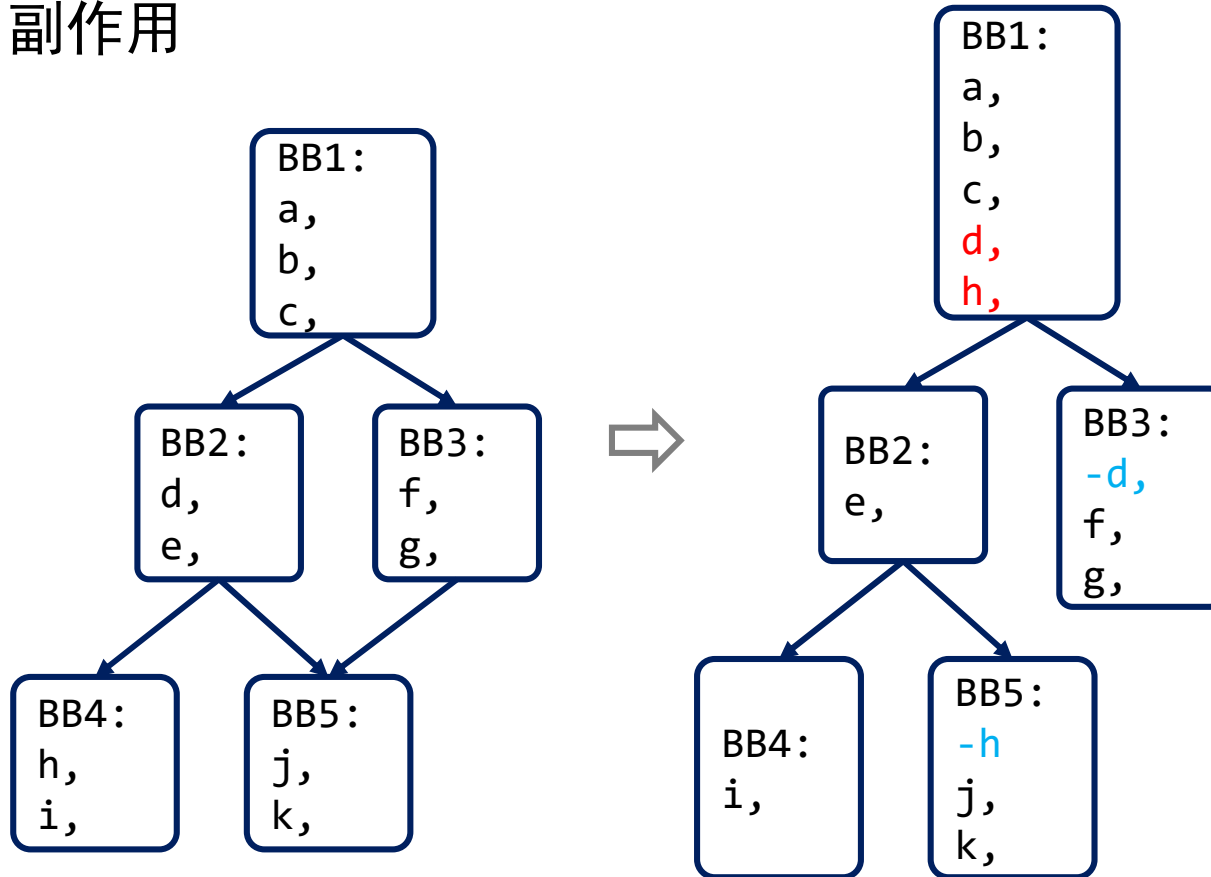 副作用
BB1:
a,
b,
c,
BB2:
d,
e,
BB3:
f,
g,
BB4:
h,
i,
BB5:
j,
k,
BB1:
a,
b,
c,
d,
h,
BB2:
e,
BB3:
-d,
f,
g,
BB4:
i,
BB5:
-h
j,
k,